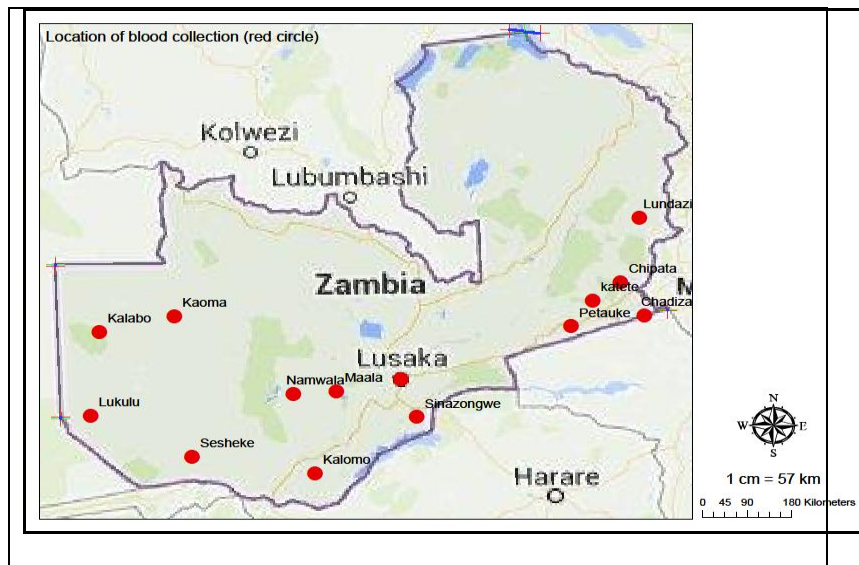 Location of blood collection (red circle)
Kolwezi
Lubumbashi
Lundazi
Chipata
Zambia
M
katete
Kaoma
Chadiza
Kalabo
Petauke
Lusaka
Namwala
Maala
Lukulu
Sinazongwe
Sesheke
Kalomo
Harare
N
W E
S
1 cm = 57 km
0 45 90 180 Kilometers